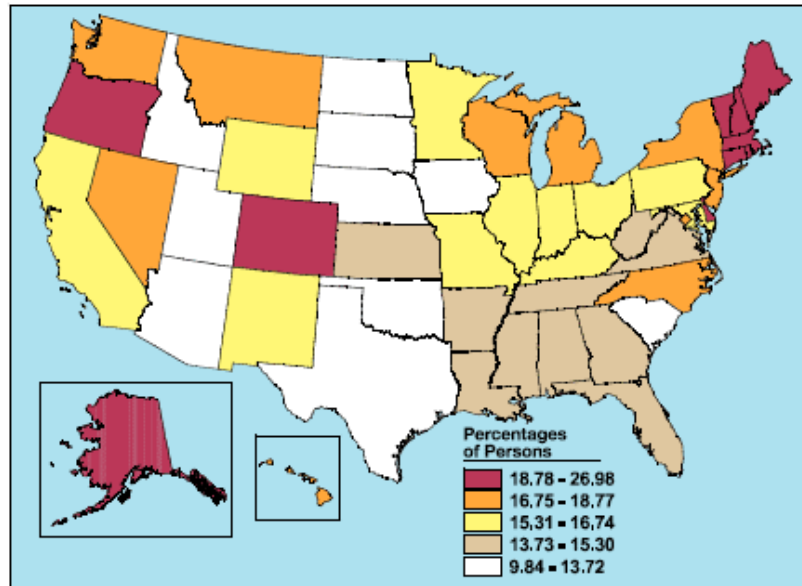 Percentages
of Persons
18.78 – 26.98
16.75 – 18.77
15.31 – 16.74
13.73 – 15.30
9.84 – 13.72